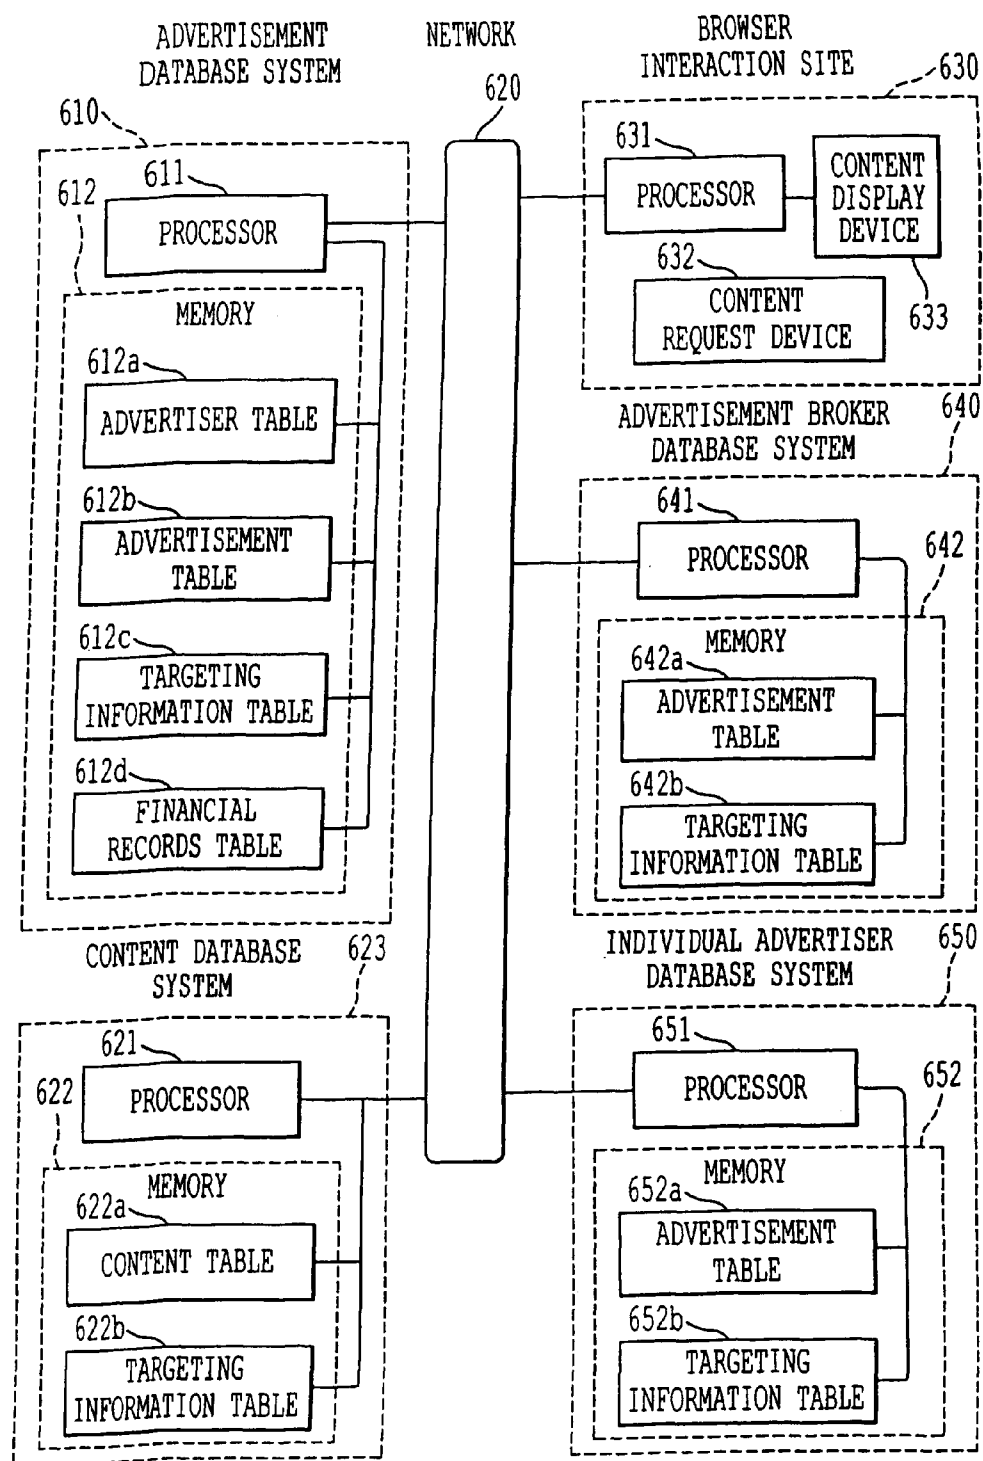 ADVERTISEMENT
DATABASE SYSTEM
610
611
612
PROCESSOR
MEMORY
612a
ADVERTISER TABLE
612b
ADVERTISEMENT
TABLE
612c
TARGETING
INFORMATION TABLE
612d
FINANCIAL
RECORDS TABLE
NETWORK
620
BROWSER
INTERACTION SITE
630
631
PROCESSOR
CONTENT
DISPLAY
DEVICE
633
632
CONTENT
REQUEST DEVICE
ADVERTISEMENT BROKER
DATABASE SYSTEM
640
641
PROCESSOR
642
MEMORY
642a
ADVERTISEMENT
TABLE
642b
TARGETING
INFORMATION TABLE
CONTENT DATABASE
SYSTEM
623
621
PROCESSOR
622
MEMORY
622a
CONTENT TABLE
622b
TARGETING
INFORMATION TABLE
INDIVIDUAL ADVERTISER
DATABASE SYSTEM
650
651
PROCESSOR
652
MEMORY
652a
ADVERTISEMENT
TABLE
652b
TARGETING
INFORMATION TABLE